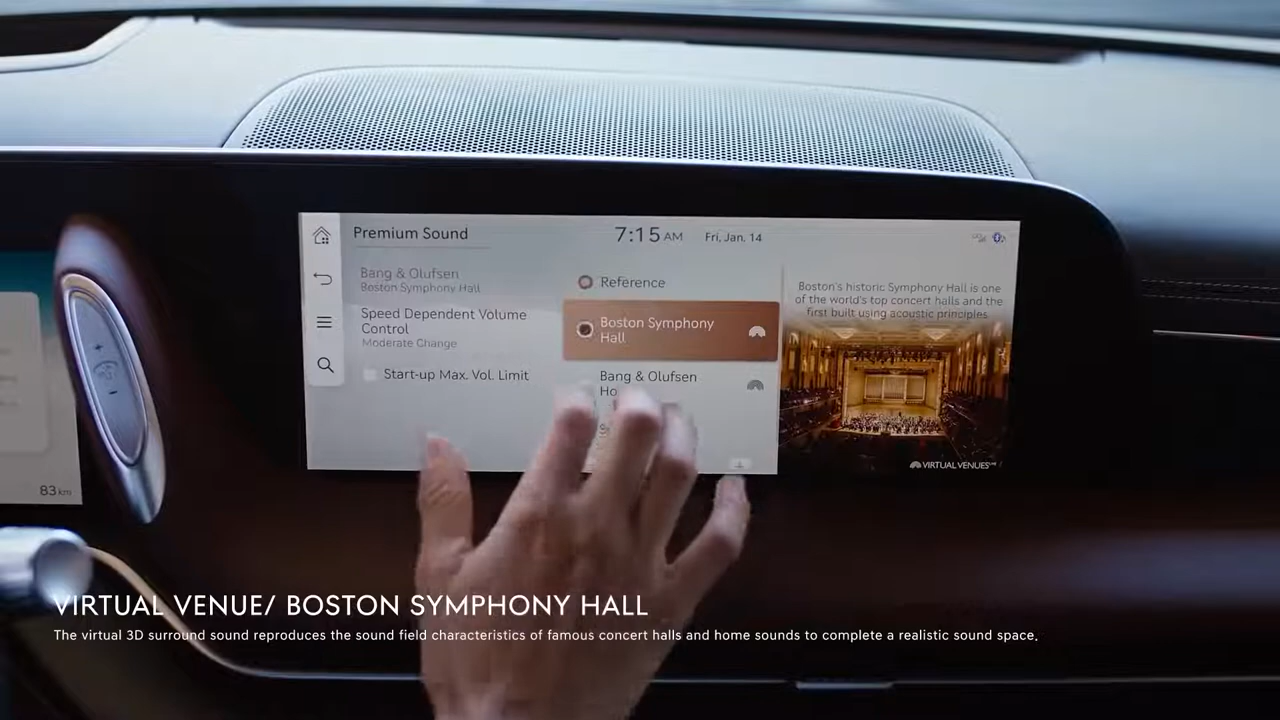 Premium Sound
7:15 AM Fri, Jan. 14
Bang & Olufsen
Boston Symphony Hall
Speed Dependent Volume
Control
Moderate Change
Start-up Max. Vol. Limit
Reference
Boston Symphony
Hall
Bang & Olufsen
Boston's historic Symphony Hall is one
of the world's top concert halls and the
first built using acoustic principles.
VIRTUAL VENUES
83 km
VIRTUAL VENUE/ BOSTON SYMPHONY HALL
The virtual 3D surround sound reproduces the sound field characteristics of famous concert halls and home sounds to complete a realistic sound space.